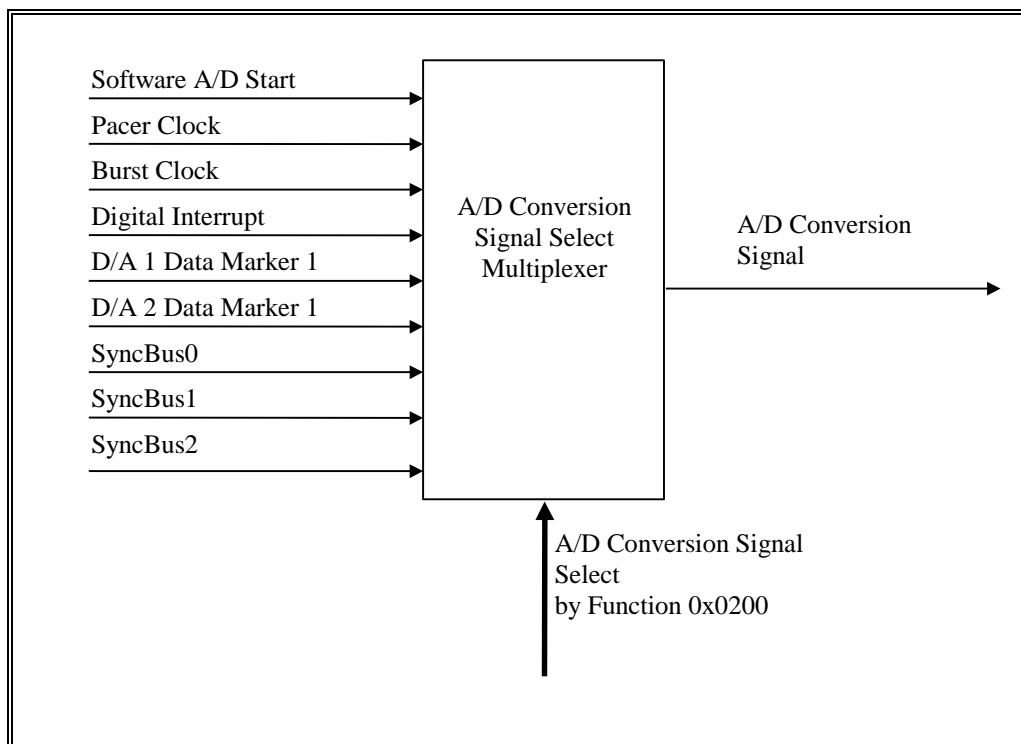 Software A/D Start
Pacer Clock
Burst Clock
Digital Interrupt
D/A 1 Data Marker 1
D/A 2 Data Marker 1
SyncBus0
SyncBus1
SyncBus2
A/D Conversion
Signal Select
Multiplexer
A/D Conversion
Signal
A/D Conversion Signal
Select
by Function 0x0200